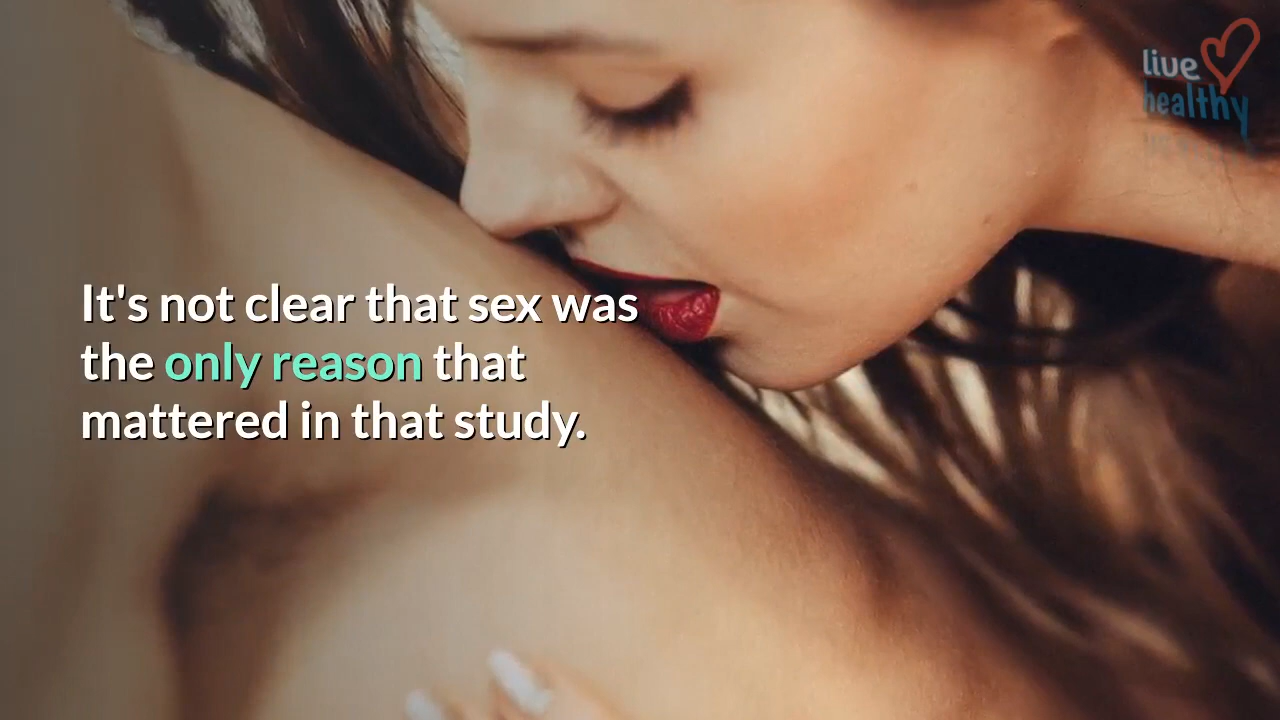 live
healthy
It's not clear that sex was
the only reason that
mattered in that study.